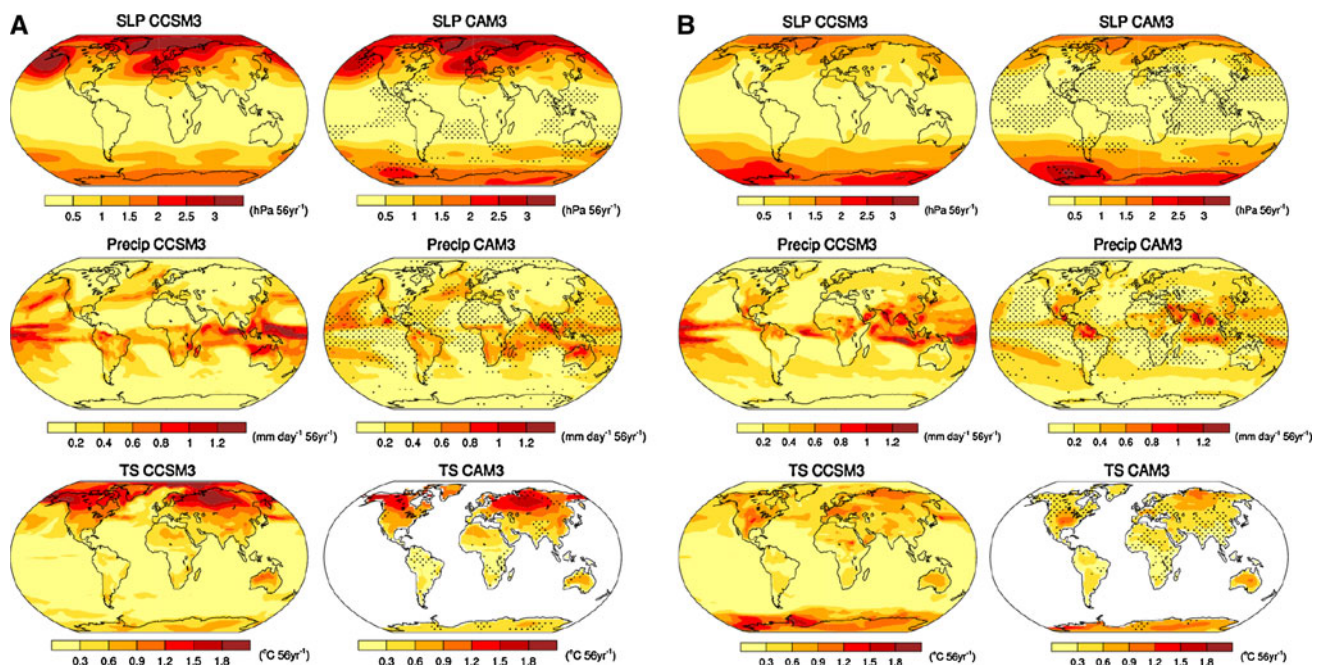 A
SLP CCSM3
SLP CAM3
0.5 1 1.5 2 2.5 3 (hPa 56yr⁻¹)
0.5 1 1.5 2 2.5 3 (hPa 56yr⁻¹)
Precip CCSM3
Precip CAM3
0.2 0.4 0.6 0.8 1 1.2 (mm day⁻¹ 56yr⁻¹)
0.2 0.4 0.6 0.8 1 1.2 (mm day⁻¹ 56yr⁻¹)
TS CCSM3
TS CAM3
0.3 0.6 0.9 1.2 1.5 1.8 (°C 56yr⁻¹)
0.3 0.6 0.9 1.2 1.5 1.8 (°C 56yr⁻¹)
B
SLP CCSM3
SLP CAM3
0.5 1 1.5 2 2.5 3 (hPa 56yr⁻¹)
0.5 1 1.5 2 2.5 3 (hPa 56yr⁻¹)
Precip CCSM3
Precip CAM3
0.2 0.4 0.6 0.8 1 1.2 (mm day⁻¹ 56yr⁻¹)
0.2 0.4 0.6 0.8 1 1.2 (mm day⁻¹ 56yr⁻¹)
TS CCSM3
TS CAM3
0.3 0.6 0.9 1.2 1.5 1.8 (°C 56yr⁻¹)
0.3 0.6 0.9 1.2 1.5 1.8 (°C 56yr⁻¹)